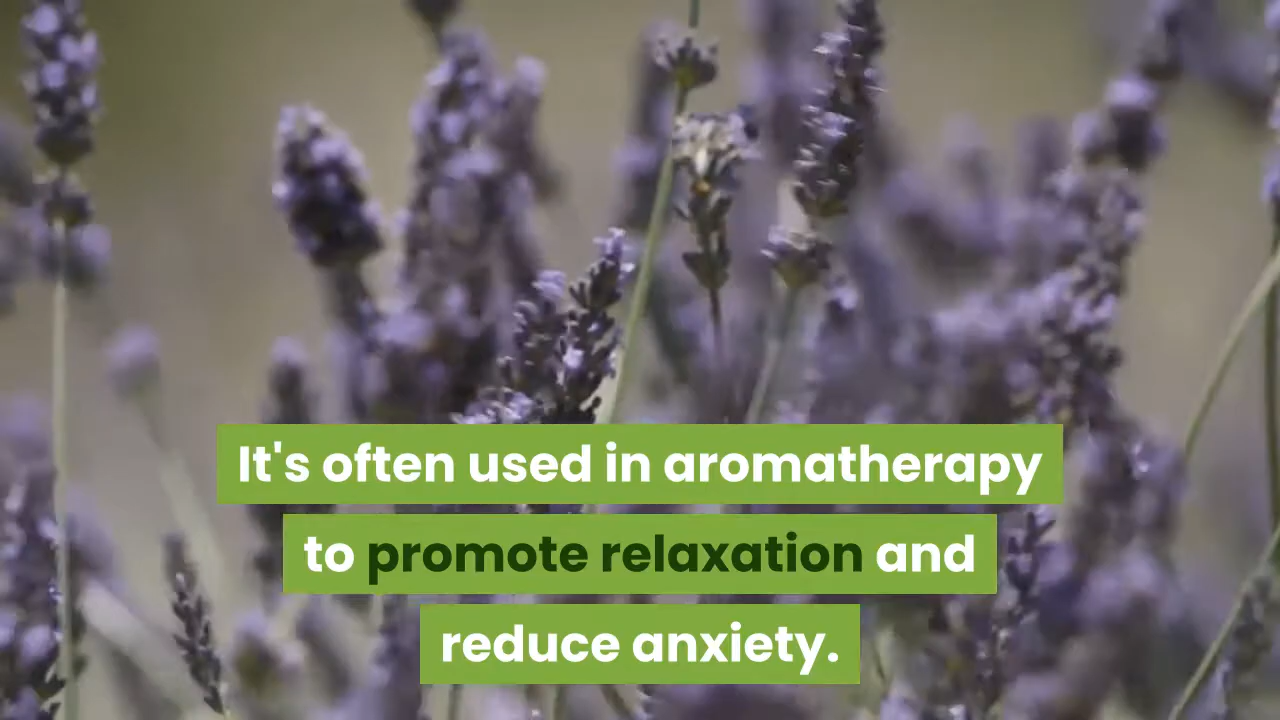 It's often used in aromatherapy
to promote relaxation and
reduce anxiety.